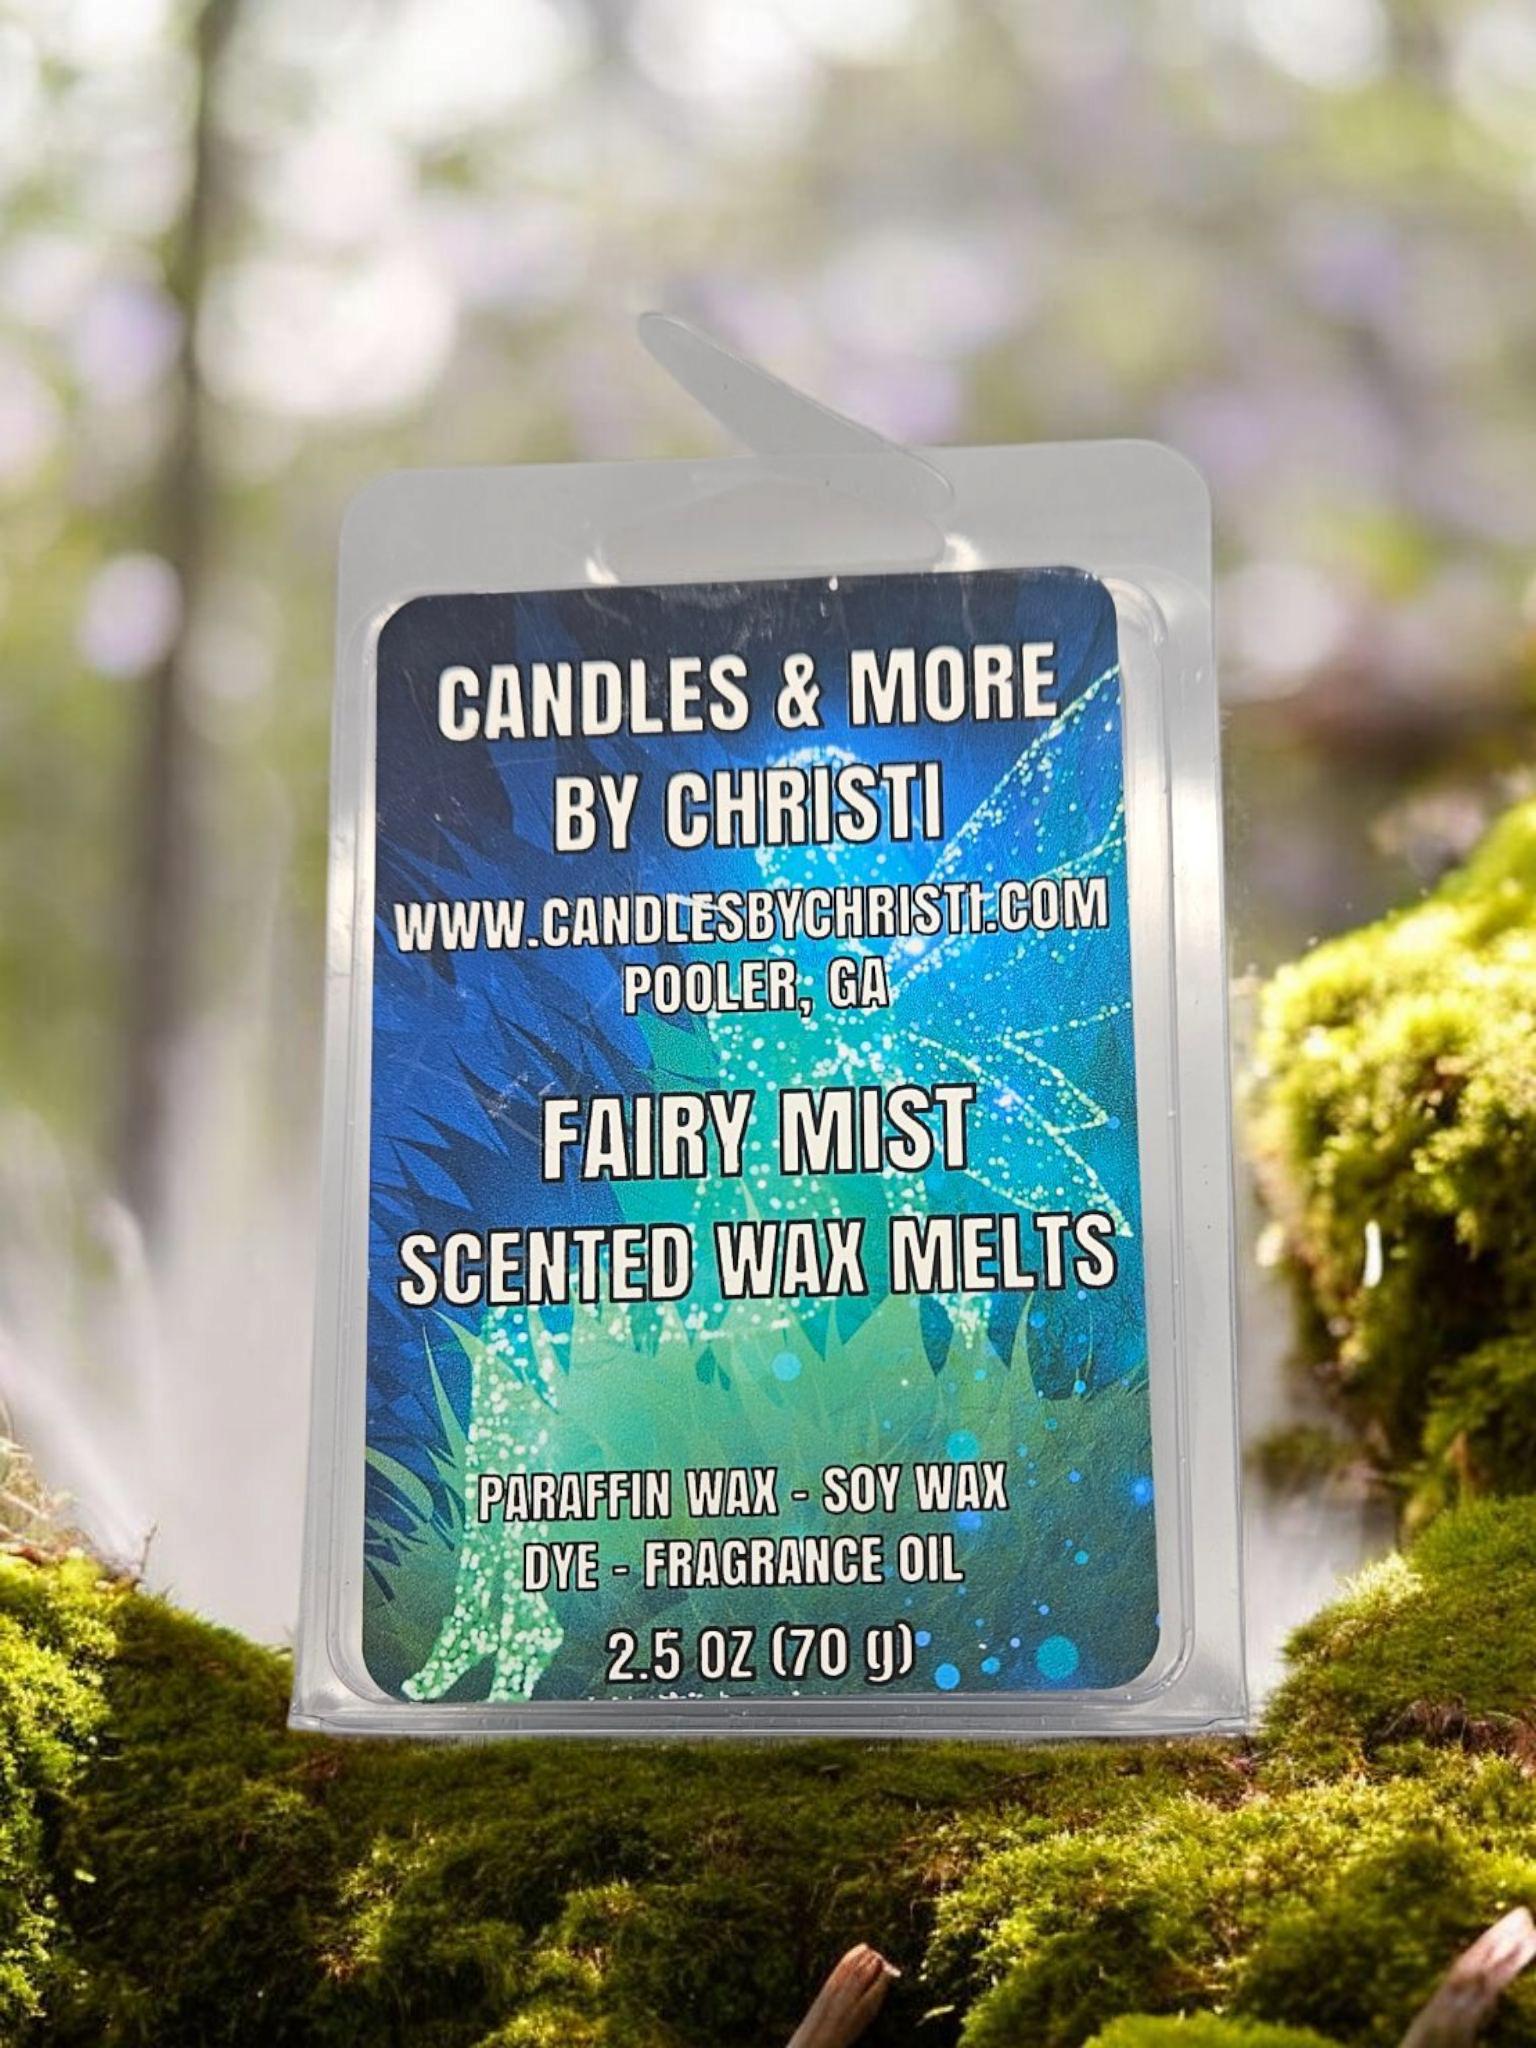 CANDLES & MORE
BY CHRISTI
WWW.CANDLESBYCHRISTI.COM
POOLER, GA
FAIRY MIST
SCENTED WAX MELTS
PARAFFIN WAX - SOY WAX
DYE - FRAGRANCE OIL
2.5 OZ (70 g)